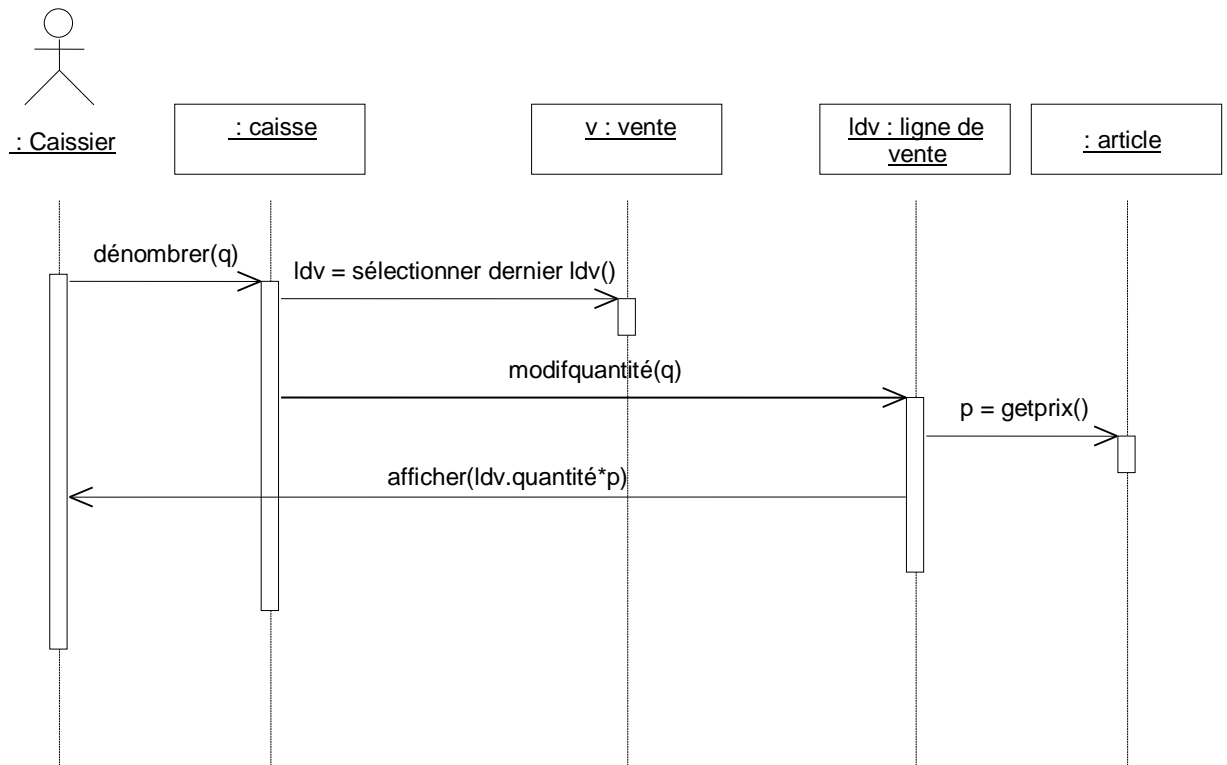 : Caissier
: caisse
v : vente
ldv : ligne de
vente
: article
dénombrer(q)
ldv = sélectionner dernier ldv()
modifquantité(q)
p = getprix()
afficher(ldv.quantité*p)